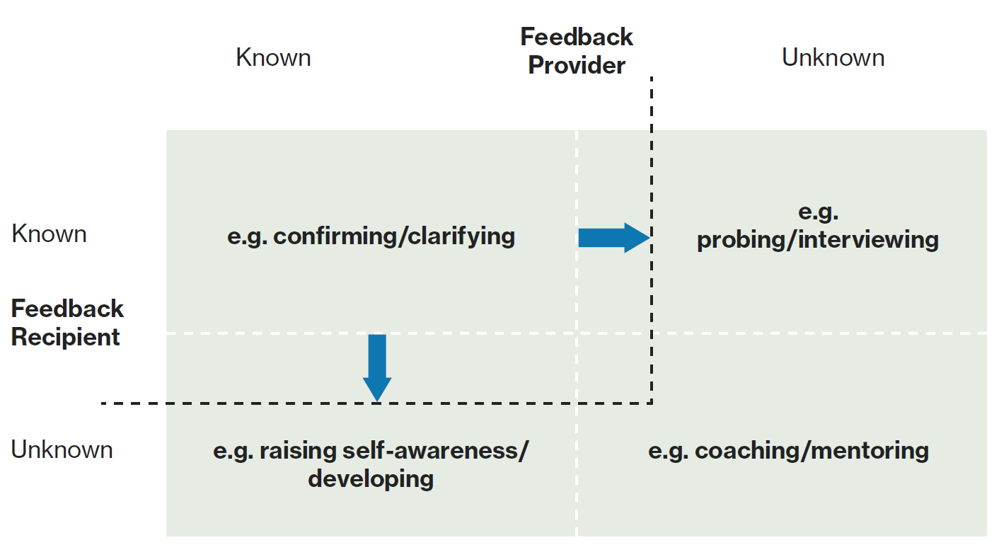 Feedback
Provider
Known
Unknown
Known
e.g. confirming/clarifying
e.g.
probing/interviewing
Feedback
Recipient
Unknown
e.g. raising self-awareness/
developing
e.g. coaching/mentoring